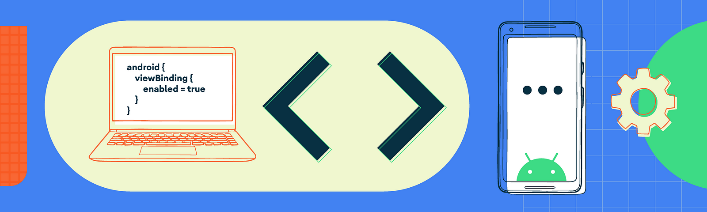 android {
viewBinding {
enabled = true
}
}